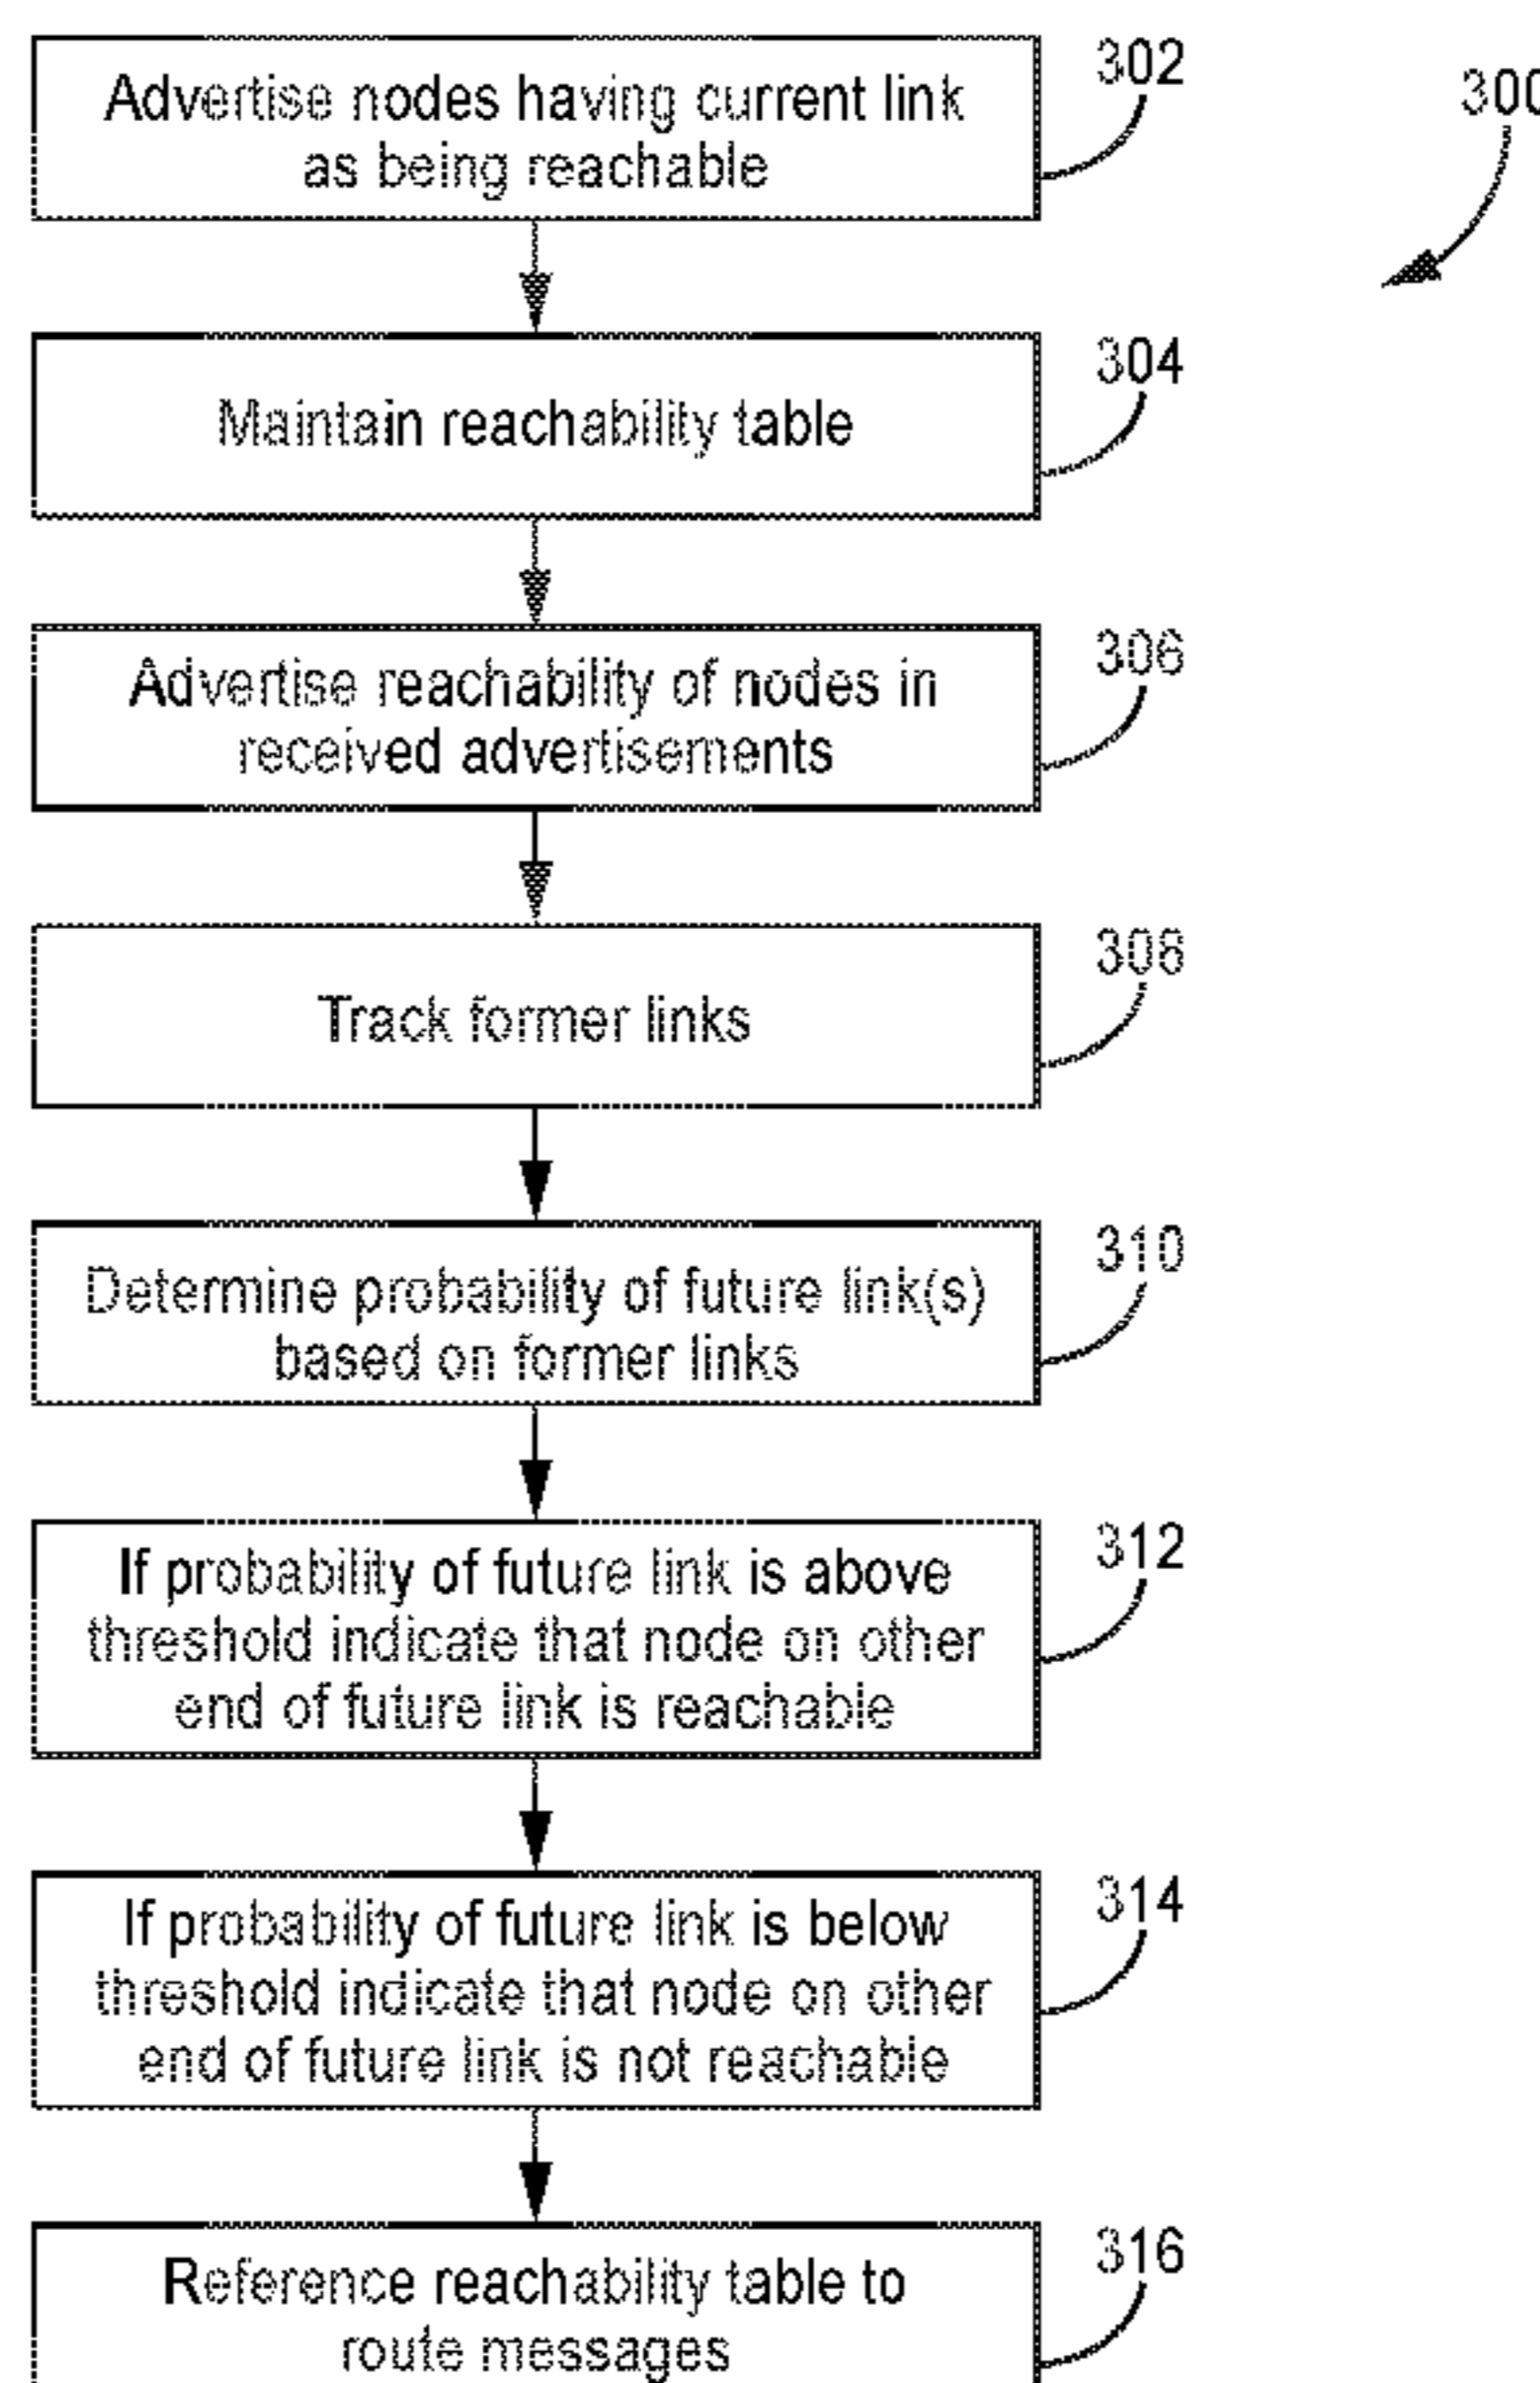 302
300
Advertise nodes having current link
as being reachable
304
Maintain reachability table
306
Advertise reachability of nodes in
received advertisements
308
Track former links
310
Determine probability of future link(s)
based on former links
312
If probability of future link is above
threshold indicate that node on other
end of future link is reachable
314
If probability of future link is below
threshold indicate that node on other
end of future link is not reachable
316
Reference reachability table to
route messages